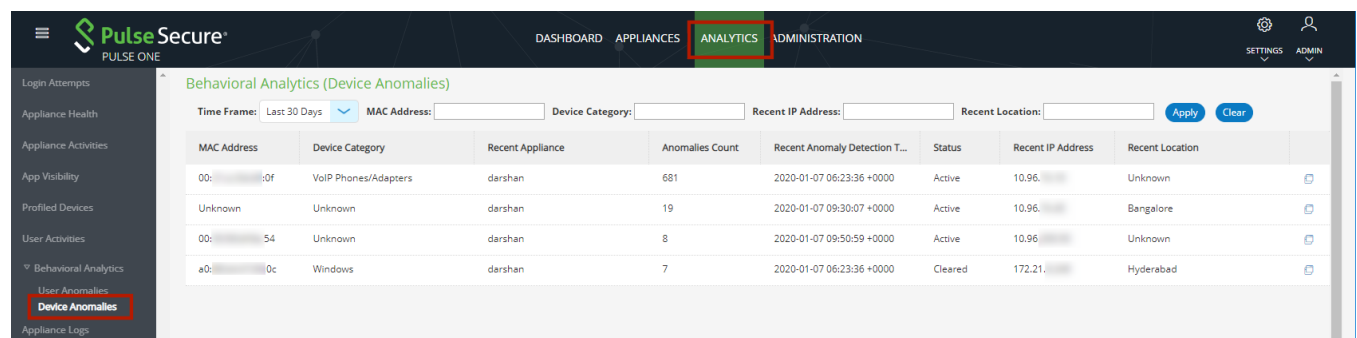 Pulse Secure®
PULSE ONE
DASHBOARD APPLIANCES ANALYTICS ADMINISTRATION
SETTINGS ADMIN
Login Attempts
Appliance Health
Appliance Activities
App Visibility
Profiled Devices
User Activities
Behavioral Analytics
User Anomalies
Device Anomalies
Appliance Logs
Behavioral Analytics (Device Anomalies)
Time Frame: Last 30 Days MAC Address: Device Category: Recent IP Address: Recent Location: Apply Clear
MAC Address Device Category Recent Appliance Anomalies Count Recent Anomaly Detection T... Status Recent IP Address Recent Location
00: :0f VoIP Phones/Adapters darshan 681 2020-01-07 06:23:36 +0000 Active 10.96. Unknown
Unknown Unknown darshan 19 2020-01-07 09:30:07 +0000 Active 10.96. Bangalore
00: 54 Unknown darshan 8 2020-01-07 09:50:59 +0000 Active 10.96 Unknown
a0: 0c Windows darshan 7 2020-01-07 06:23:36 +0000 Cleared 172.21. Hyderabad